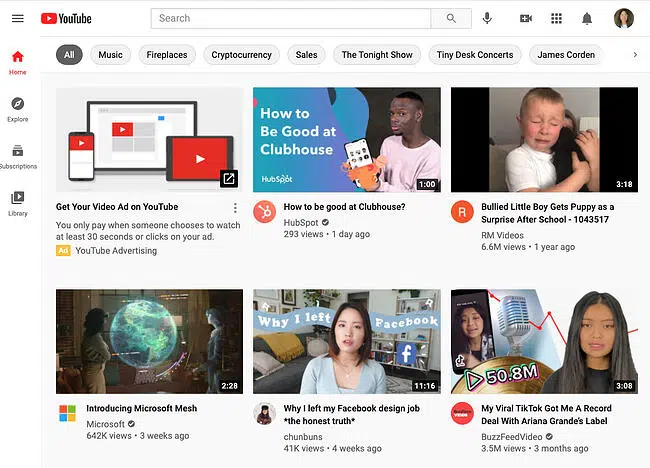 YouTube
Search
All
Music
Fireplaces
Cryptocurrency
Sales
The Tonight Show
Tiny Desk Concerts
James Corden
Home
Explore
Subscriptions
Library
Get Your Video Ad on YouTube
You only pay when someone chooses to watch
at least 30 seconds or clicks on your ad.
Ad YouTube Advertising
How to
Be Good at
Clubhouse
HubSpot
1:00
How to be good at Clubhouse?
HubSpot
293 views • 1 day ago
3:18
Bullied Little Boy Gets Puppy as a
Surprise After School - 1043517
R
RM Videos
6.6M views • 1 year ago
2:28
Introducing Microsoft Mesh
Microsoft
642K views • 3 weeks ago
Why I left Facebook
11:16
Why I left my Facebook design job
*the honest truth*
chunbuns
41K views • 4 weeks ago
50.8M
3:08
My Viral TikTok Got Me A Record
Deal With Ariana Grande's Label
BuzzFeedVideo
3.5M views • 3 months ago